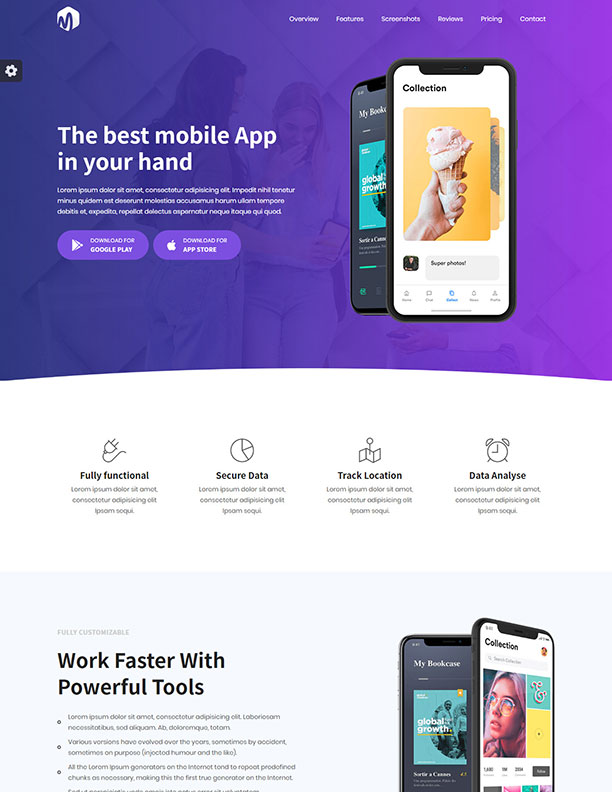 Overview Features Screenshots Reviews Pricing Contact
The best mobile App
in your hand
Lorem ipsum dolor sit amet, consectetur adipisicing elit. Impedit nihil tenetur
minus quidem est deserunt molestias accusamus harum ullam tempore
debitis et, expedita, repellat delectus aspernatur neque itaque qui quod.
DOWNLOAD FOR
GOOGLE PLAY
DOWNLOAD FOR
APP STORE
My Bookcase
global
growth.
Sortir a Cannes
Collection
Super photos!
Home Chat Collect News Profile
Fully functional
Lorem ipsum dolor sit amet,
consectetur adipisicing elit
Ipsam sequi.
Secure Data
Lorem ipsum dolor sit amet,
consectetur adipisicing elit
Ipsam sequi.
Track Location
Lorem ipsum dolor sit amet,
consectetur adipisicing elit
Ipsam sequi.
Data Analyse
Lorem ipsum dolor sit amet,
consectetur adipisicing elit
Ipsam sequi.
FULLY CUSTOMIZABLE
Work Faster With
Powerful Tools
Lorem ipsum dolor sit amet, consectetur adipisicing elit. Laboriosam
necessitatibus, sed aliquam. Ab, doloremque, totam.
Various versions have evolved over the years, sometimes by accident,
sometimes on purpose (injected humour and the like).
All the Lorem Ipsum generators on the Internet tend to repeat predefined
chunks as necessary, making this the first true generator on the Internet.
My Bookcase
global
growth.
Sortir a Cannes
Collection
Search Collection
Follow